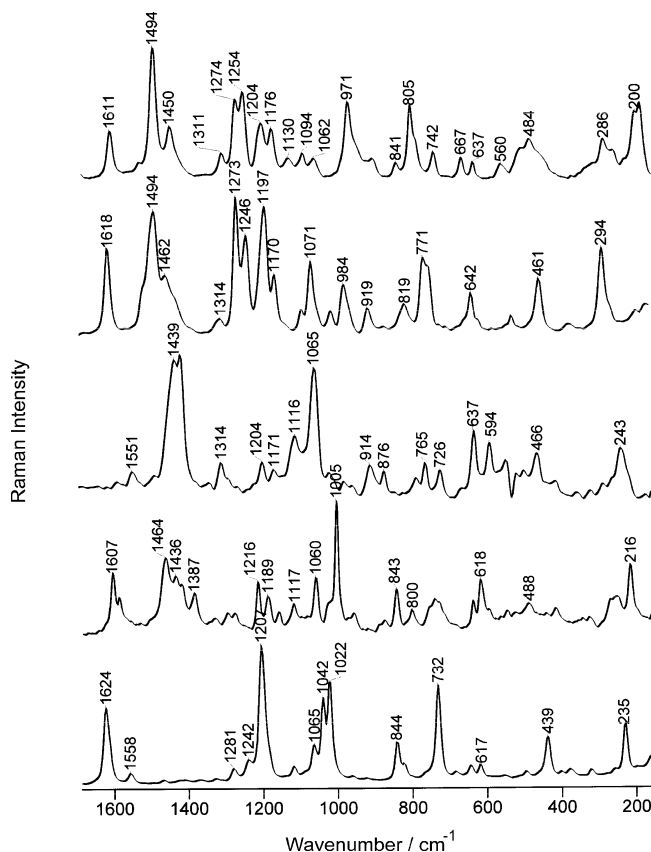 1611 1494 1450 1311 1274 1254 1204 1176 1130 1094 1062 971 841 805 742 667 637 560 484 286 200
1618 1494 1462 1314 1273 1246 1197 1170 1071 984 919 819 771 642 461 294
1551 1439 1314 1204 1171 1116 1065 914 876 765 726 637 594 466 243
1607 1464 1436 1387 1216 1189 1117 1060 1005 843 800 618 488 216
1624 1558 1281 1242 1065 1042 1022 844 732 617 439 235
Raman Intensity
1600 1400 1200 1000 800 600 400 200
Wavenumber / cm-1